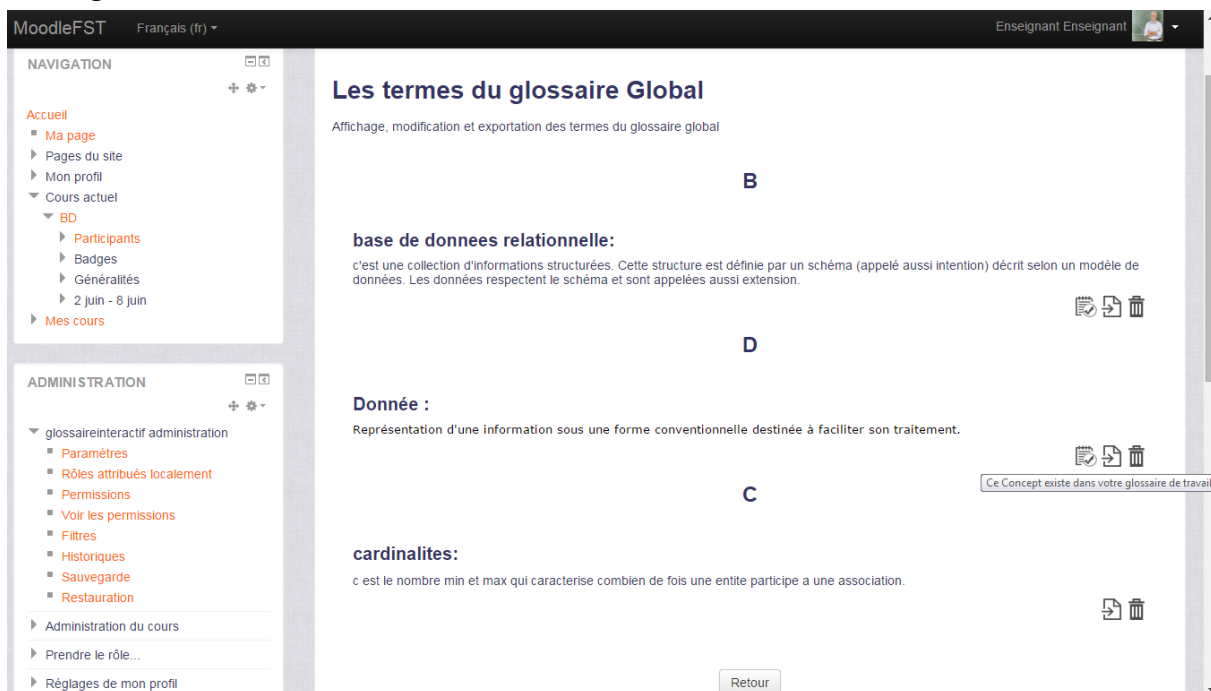 MoodleFST Français (fr)
Enseignant Enseignant
NAVIGATION
Accueil
Ma page
Pages du site
Mon profil
Cours actuel
BD
Participants
Badges
Généralités
2 juin - 8 juin
Mes cours
ADMINISTRATION
glossaireinteractif administration
Paramètres
Rôles attribués localement
Permissions
Voir les permissions
Filtres
Historiques
Sauvegarde
Restauration
Administration du cours
Prendre le rôle...
Réglages de mon profil
Les termes du glossaire Global
Affichage, modification et exportation des termes du glossaire global
B
base de donnees relationnelle:
c'est une collection d'informations structurées. Cette structure est définie par un schéma (appelé aussi intention) décrit selon un modèle de
données. Les données respectent le schéma et sont appelées aussi extension.
D
Donnée :
Représentation d'une information sous une forme conventionnelle destinée à faciliter son traitement.
Ce Concept existe dans votre glossaire de travail
C
cardinalites:
c est le nombre min et max qui caracterise combien de fois une entite participe a une association.
Retour